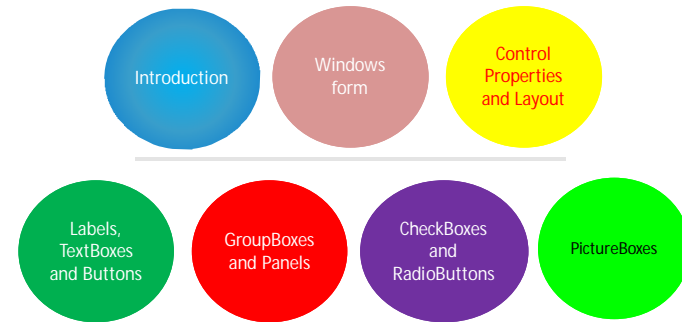 Introduction
Windows
form
Control
Properties
and Layout
Labels,
TextBoxes
and Buttons
GroupBoxes
and Panels
CheckBoxes
and
RadioButtons
PictureBoxes